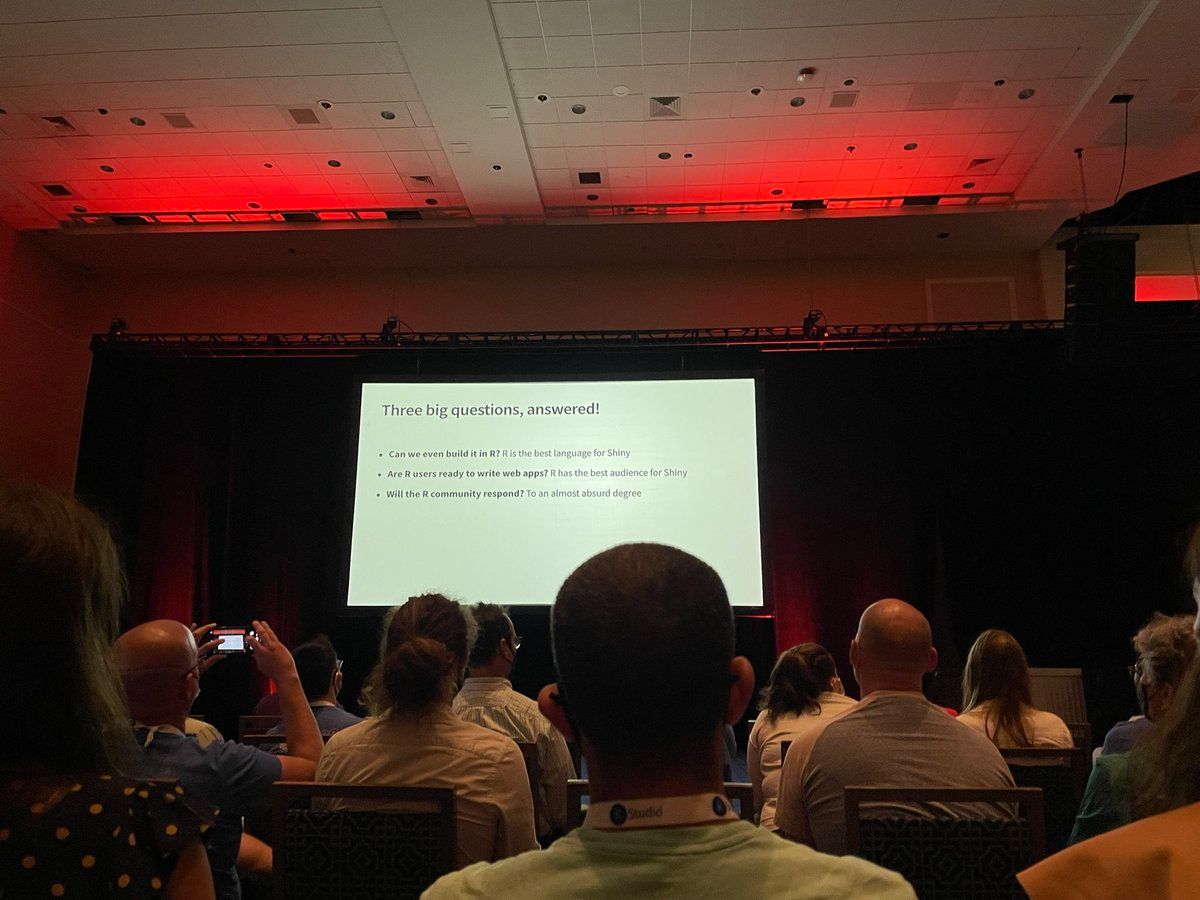 Three big questions, answered!
• Can we even build it in R? R is the best language for Shiny
• Are R users ready to write web apps? R has the best audience for Shiny
• Will the R community respond? To an almost absurd degree
Studio